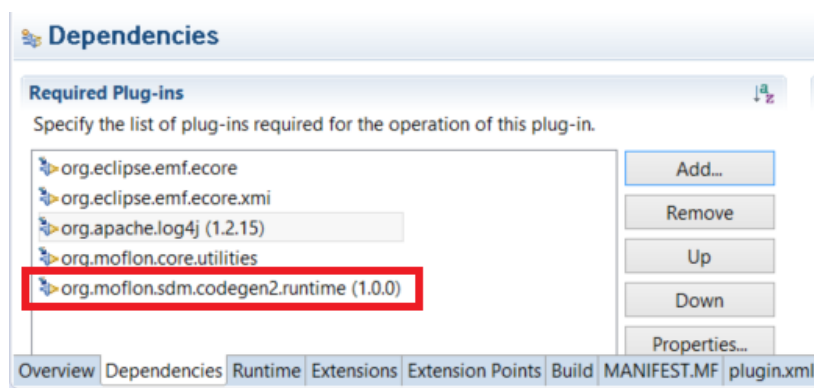 Dependencies
Required Plug-ins
Specify the list of plug-ins required for the operation of this plug-in.
org.eclipse.emf.ecore
org.eclipse.emf.ecore.xmi
org.apache.log4j (1.2.15)
org.moflon.core.utilities
org.moflon.sdm.codegen2.runtime (1.0.0)
Add...
Remove
Up
Down
Properties...
Overview Dependencies Runtime Extensions Extension Points Build MANIFEST.MF plugin.xml